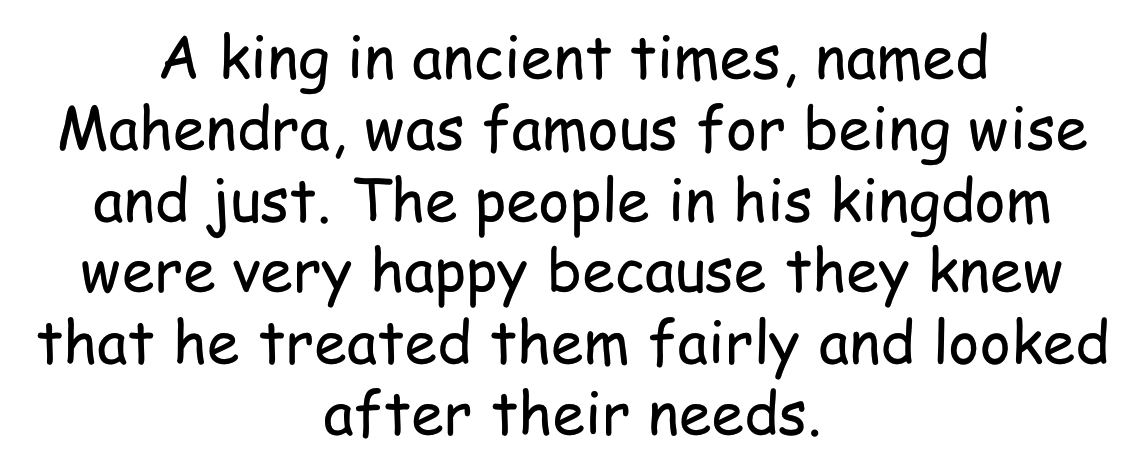 A king in ancient times, named
Mahendra, was famous for being wise
and just. The people in his kingdom
were very happy because they knew
that he treated them fairly and looked
after their needs.